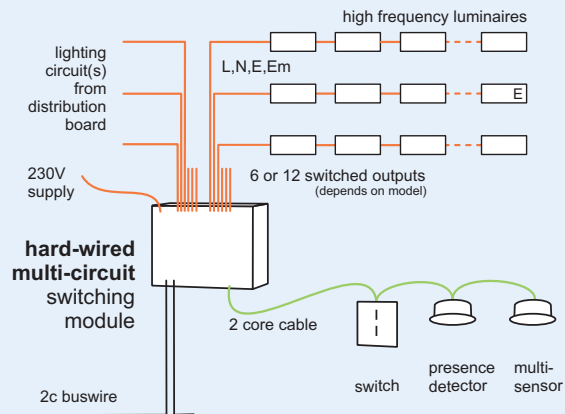 high frequency luminaires
lighting
circuit(s)
from
distribution
board
L,N,E,Em
E
230V
supply
6 or 12 switched outputs
(depends on model)
hard-wired
multi-circuit
switching
module
2 core cable
switch
presence
detector
multi-
sensor
2c buswire